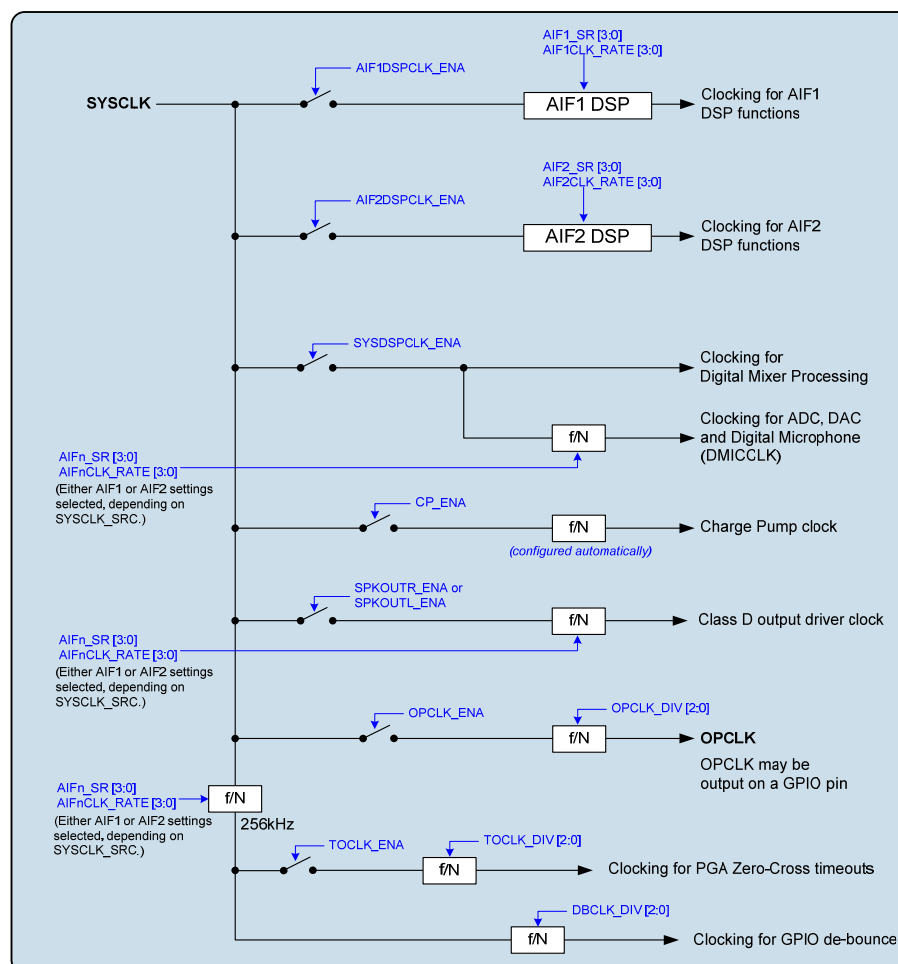 AIF1_SR [3:0]
AIF1CLK_RATE [3:0]
AIF1DSPCLK_ENA
SYSCLK
AIF1 DSP
Clocking for AIF1
DSP functions
AIF2_SR [3:0]
AIF2CLK_RATE [3:0]
AIF2DSPCLK_ENA
AIF2 DSP
Clocking for AIF2
DSP functions
SYSDSPCLK_ENA
Clocking for
Digital Mixer Processing
f/N
Clocking for ADC, DAC
and Digital Microphone
(DMICCLK)
AIFn_SR [3:0]
AIFnCLK_RATE [3:0]
(Either AIF1 or AIF2 settings
selected, depending on
SYSCLK_SRC.)
CP_ENA
f/N
Charge Pump clock
(configured automatically)
SPKOUTR_ENA or
SPKOUTL_ENA
f/N
Class D output driver clock
AIFn_SR [3:0]
AIFnCLK_RATE [3:0]
(Either AIF1 or AIF2 settings
selected, depending on
SYSCLK_SRC.)
OPCLK_ENA
OPCLK_DIV [2:0]
f/N
OPCLK
OPCLK may be
output on a GPIO pin
AIFn_SR [3:0]
AIFnCLK_RATE [3:0]
(Either AIF1 or AIF2 settings
selected, depending on
SYSCLK_SRC.)
f/N
256kHz
TOCLK_ENA
TOCLK_DIV [2:0]
f/N
Clocking for PGA Zero-Cross timeouts
DBCLK_DIV [2:0]
f/N
Clocking for GPIO de-bounce